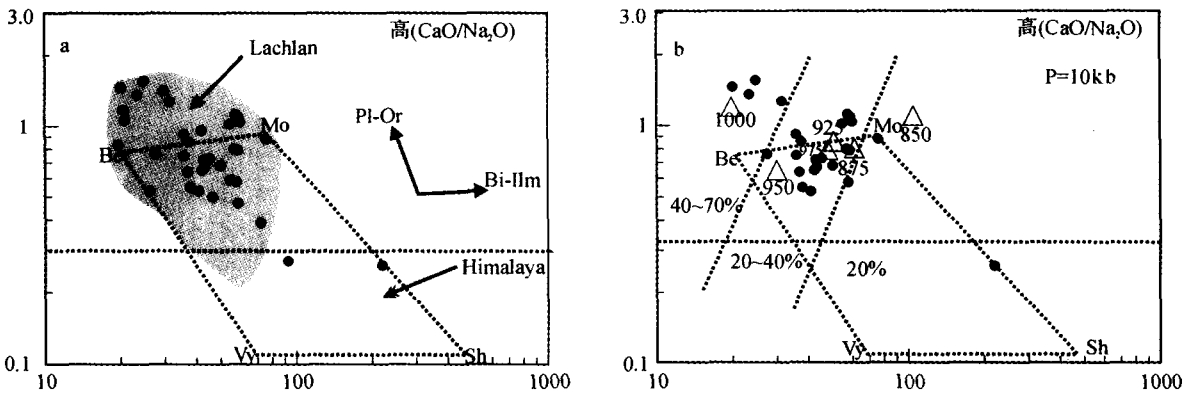 3.0
a
高(CaO/Na₂O)
Lachlan
1
Be
Mo
Pl-Or
Bi-Ilm
Himalaya
Vy
Sh
0.1
10
100
1000
3.0
b
高(CaO/Na₂O)
P=10kb
1000
925
Mo
850
1
Be
875
950
40~70%
20~40%
20%
Vy
Sh
0.1
10
100
1000